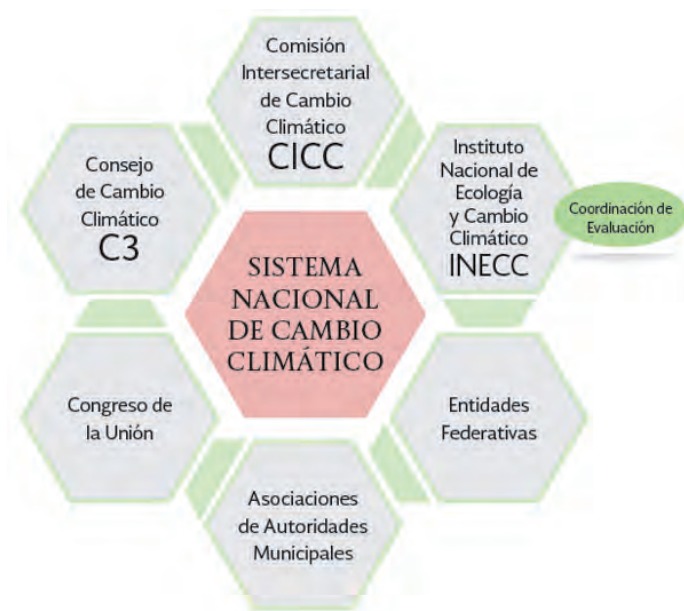 Comisión
Intersecretarial
de Cambio
Climático
CICC
Instituto
Nacional de
Ecología
y Cambio
Climático
INECC
Coordinación de
Evaluación
Consejo
de Cambio
Climático
C3
SISTEMA
NACIONAL
DE CAMBIO
CLIMÁTICO
Congreso de
la Unión
Entidades
Federativas
Asociaciones
de Autoridades
Municipales